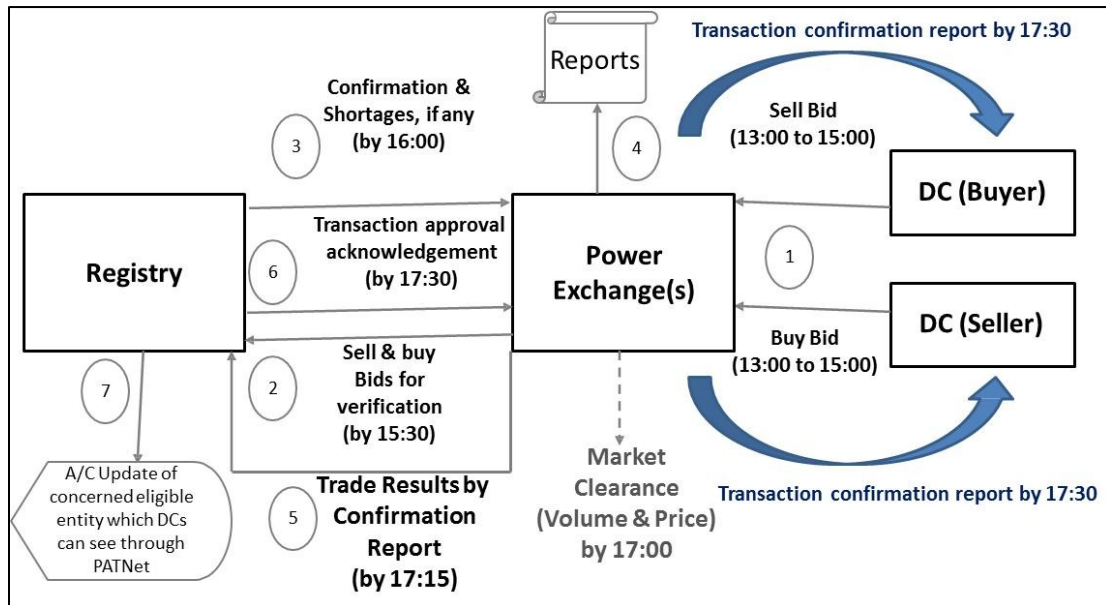 Transaction confirmation report by 17:30
Reports
Confirmation &
Shortages, if any
(by 16:00)
3
4
Sell Bid
(13:00 to 15:00)
DC (Buyer)
Registry
Transaction approval
acknowledgement
(by 17:30)
6
Power
Exchange(s)
1
DC (Seller)
Buy Bid
(13:00 to 15:00)
7
2
Sell & buy
Bids for
verification
(by 15:30)
A/C Update of
concerned eligible
entity which DCs
can see through
PATNet
5
Trade Results by
Confirmation
Report
(by 17:15)
Market
Clearance
(Volume & Price)
by 17:00
Transaction confirmation report by 17:30